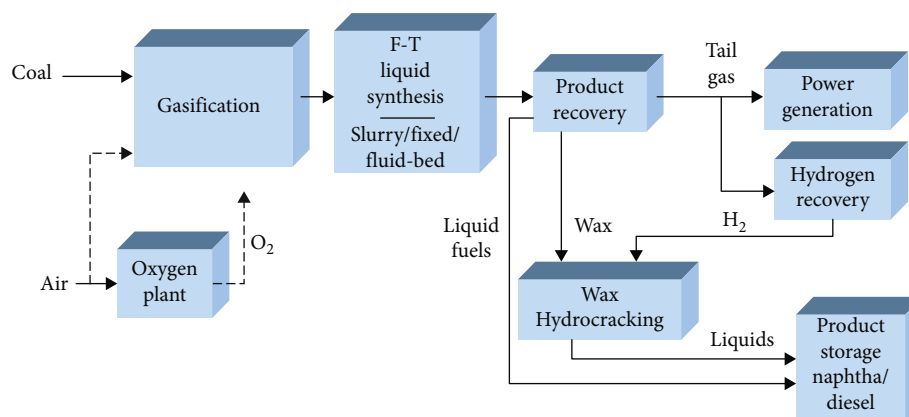 Coal
Gasification
Air
Oxygen
plant
O2
F-T
liquid
synthesis
Slurry/fixed/
fluid-bed
Product
recovery
Tail
gas
Power
generation
Hydrogen
recovery
H2
Wax
Liquid
fuels
Wax
Hydrocracking
Liquids
Product
storage
naphtha/
diesel